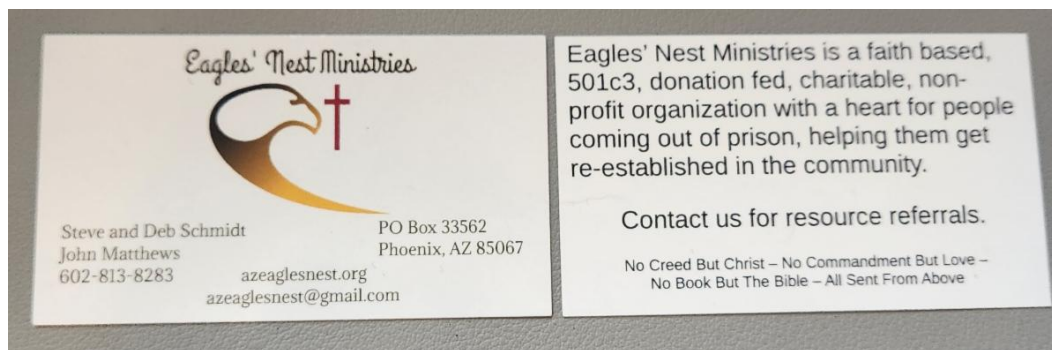 Eagles' Nest Ministries
Steve and Deb Schmidt
John Matthews
602-813-8283
PO Box 33562
Phoenix, AZ 85067
azeaglesnest.org
azeaglesnest@gmail.com
Eagles' Nest Ministries is a faith based,
501c3, donation fed, charitable, non-
profit organization with a heart for people
coming out of prison, helping them get
re-established in the community.
Contact us for resource referrals.
No Creed But Christ – No Commandment But Love –
No Book But The Bible – All Sent From Above